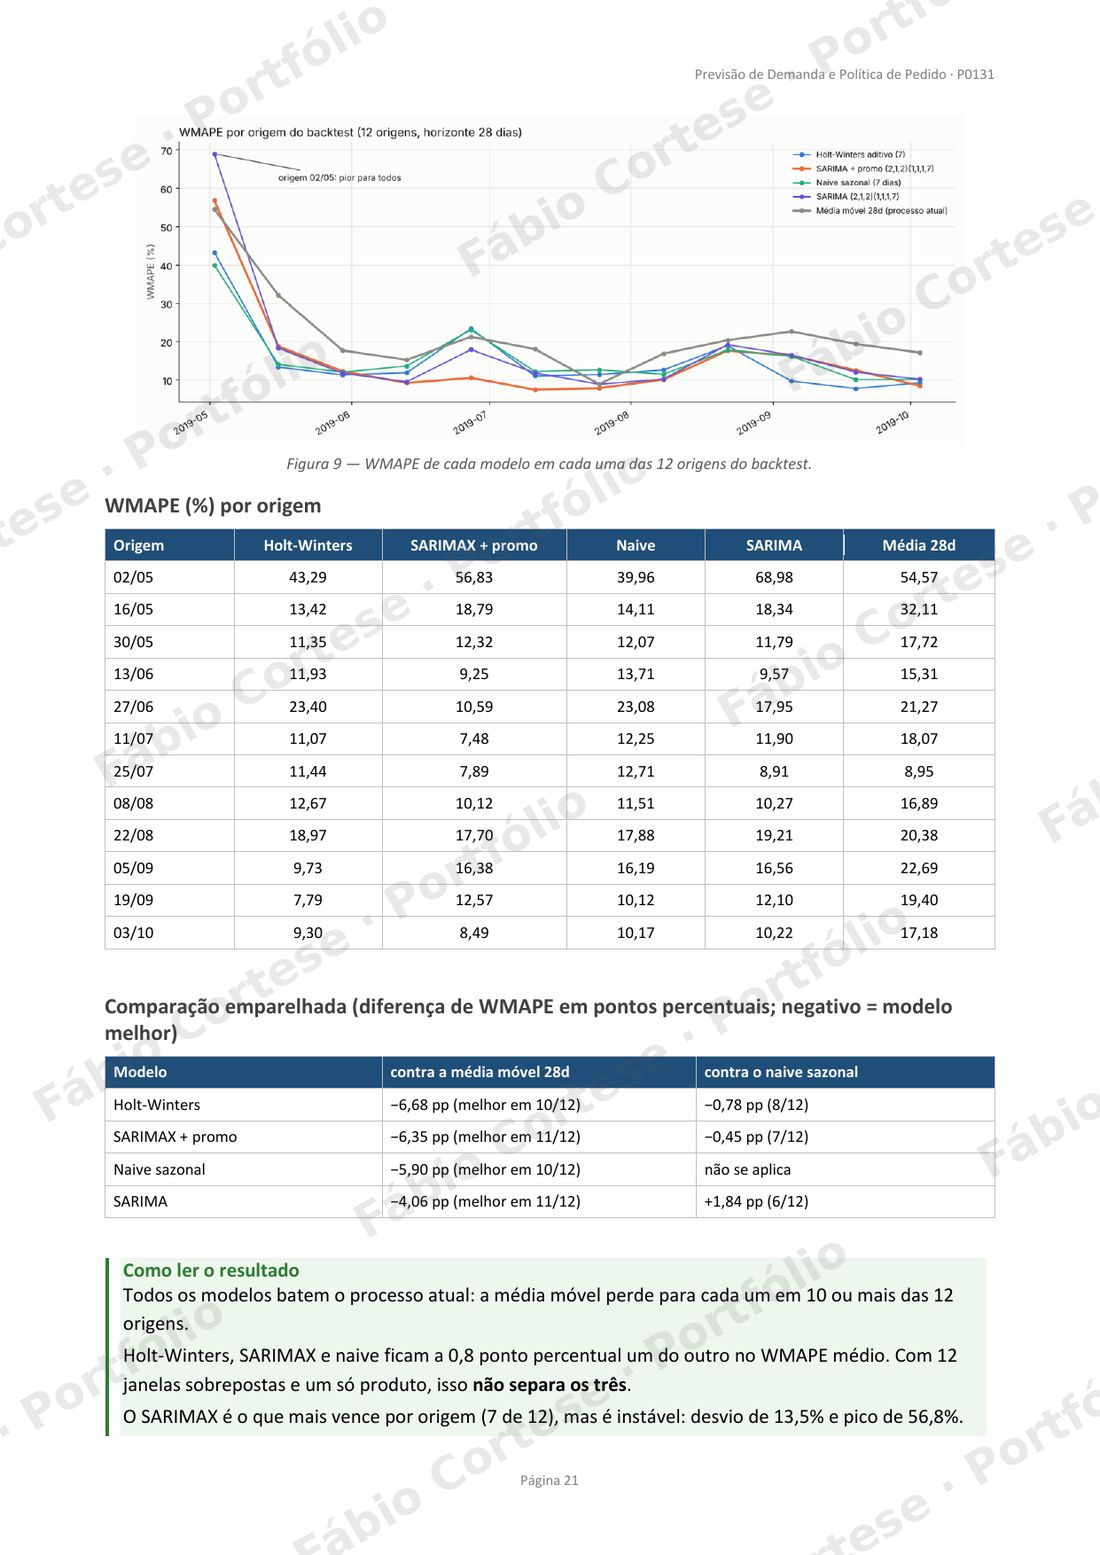 Previsão de Demanda e Política de Pedido · P0131
WMAPE por origem do backtest (12 origens, horizonte 28 dias)
70
60
50
40
30
20
10
WMAPE (%)
origem 02/05: pior para todos
Holt-Winters aditivo (7)
SARIMA + promo (2,1,2)(1,1,1,7)
Naive sazonal (7 dias)
SARIMA (2,1,2)(1,1,1,7)
Média móvel 28d (processo atual)
2019-05
2019-06
2019-07
2019-08
2019-09
2019-10
Figura 9 — WMAPE de cada modelo em cada uma das 12 origens do backtest.
WMAPE (%) por origem
Origem Holt-Winters SARIMAX + promo Naive SARIMA Média 28d
02/05 43,29 56,83 39,96 68,98 54,57
16/05 13,42 18,79 14,11 18,34 32,11
30/05 11,35 12,32 12,07 11,79 17,72
13/06 11,93 9,25 13,71 9,57 15,31
27/06 23,40 10,59 23,08 17,95 21,27
11/07 11,07 7,48 12,25 11,90 18,07
25/07 11,44 7,89 12,71 8,91 8,95
08/08 12,67 10,12 11,51 10,27 16,89
22/08 18,97 17,70 17,88 19,21 20,38
05/09 9,73 16,38 16,19 16,56 22,69
19/09 7,79 12,57 10,12 12,10 19,40
03/10 9,30 8,49 10,17 10,22 17,18
Comparação emparelhada (diferença de WMAPE em pontos percentuais; negativo = modelo
melhor)
Modelo contra a média móvel 28d contra o naive sazonal
Holt-Winters −6,68 pp (melhor em 10/12) −0,78 pp (8/12)
SARIMAX + promo −6,35 pp (melhor em 11/12) −0,45 pp (7/12)
Naive sazonal −5,90 pp (melhor em 10/12) não se aplica
SARIMA −4,06 pp (melhor em 11/12) +1,84 pp (6/12)
Como ler o resultado
Todos os modelos batem o processo atual: a média móvel perde para cada um em 10 ou mais das 12
origens.
Holt-Winters, SARIMAX e naive ficam a 0,8 ponto percentual um do outro no WMAPE médio. Com 12
janelas sobrepostas e um só produto, isso não separa os três.
O SARIMAX é o que mais vence por origem (7 de 12), mas é instável: desvio de 13,5% e pico de 56,8%.
Página 21
Fábio Cortese · Portfólio